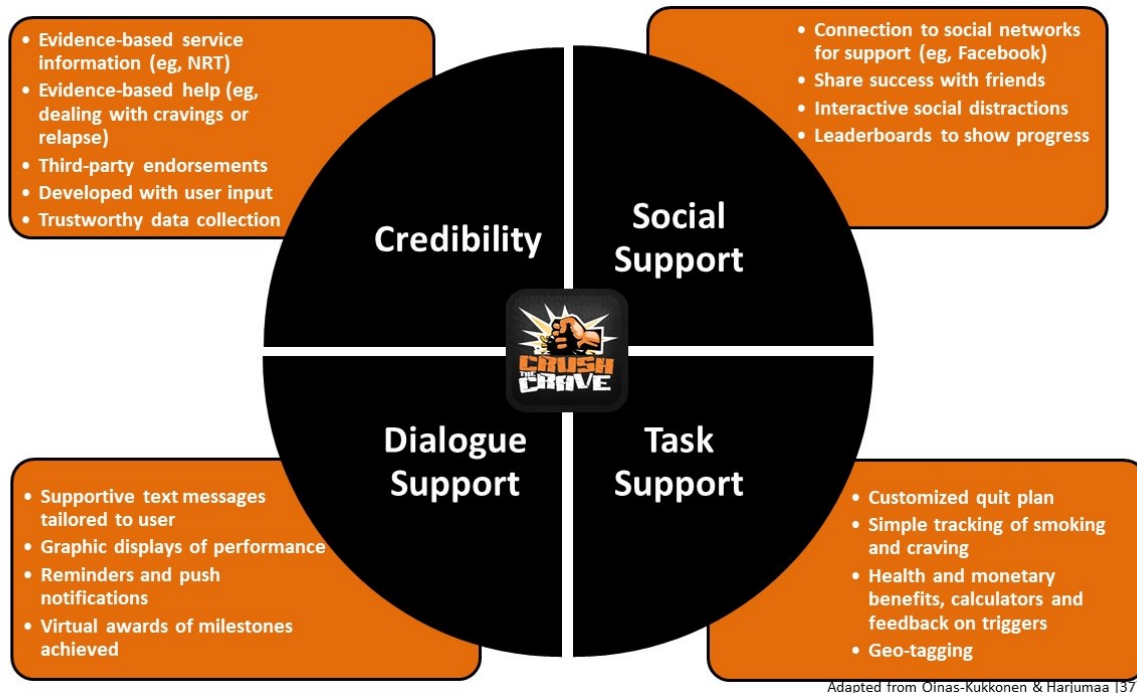 • Evidence-based service
information (eg, NRT)
• Evidence-based help (eg,
dealing with cravings or
relapse)
• Third-party endorsements
• Developed with user input
• Trustworthy data collection
• Connection to social networks
for support (eg, Facebook)
• Share success with friends
• Interactive social distractions
• Leaderboards to show progress
Credibility
Social
Support
CRUSH
THE
CRAVE
Dialogue
Support
Task
Support
• Supportive text messages
tailored to user
• Graphic displays of performance
• Reminders and push
notifications
• Virtual awards of milestones
achieved
• Customized quit plan
• Simple tracking of smoking
and craving
• Health and monetary
benefits, calculators and
feedback on triggers
• Geo-tagging
Adapted from Oinas-Kukkonen & Harjumaa [37